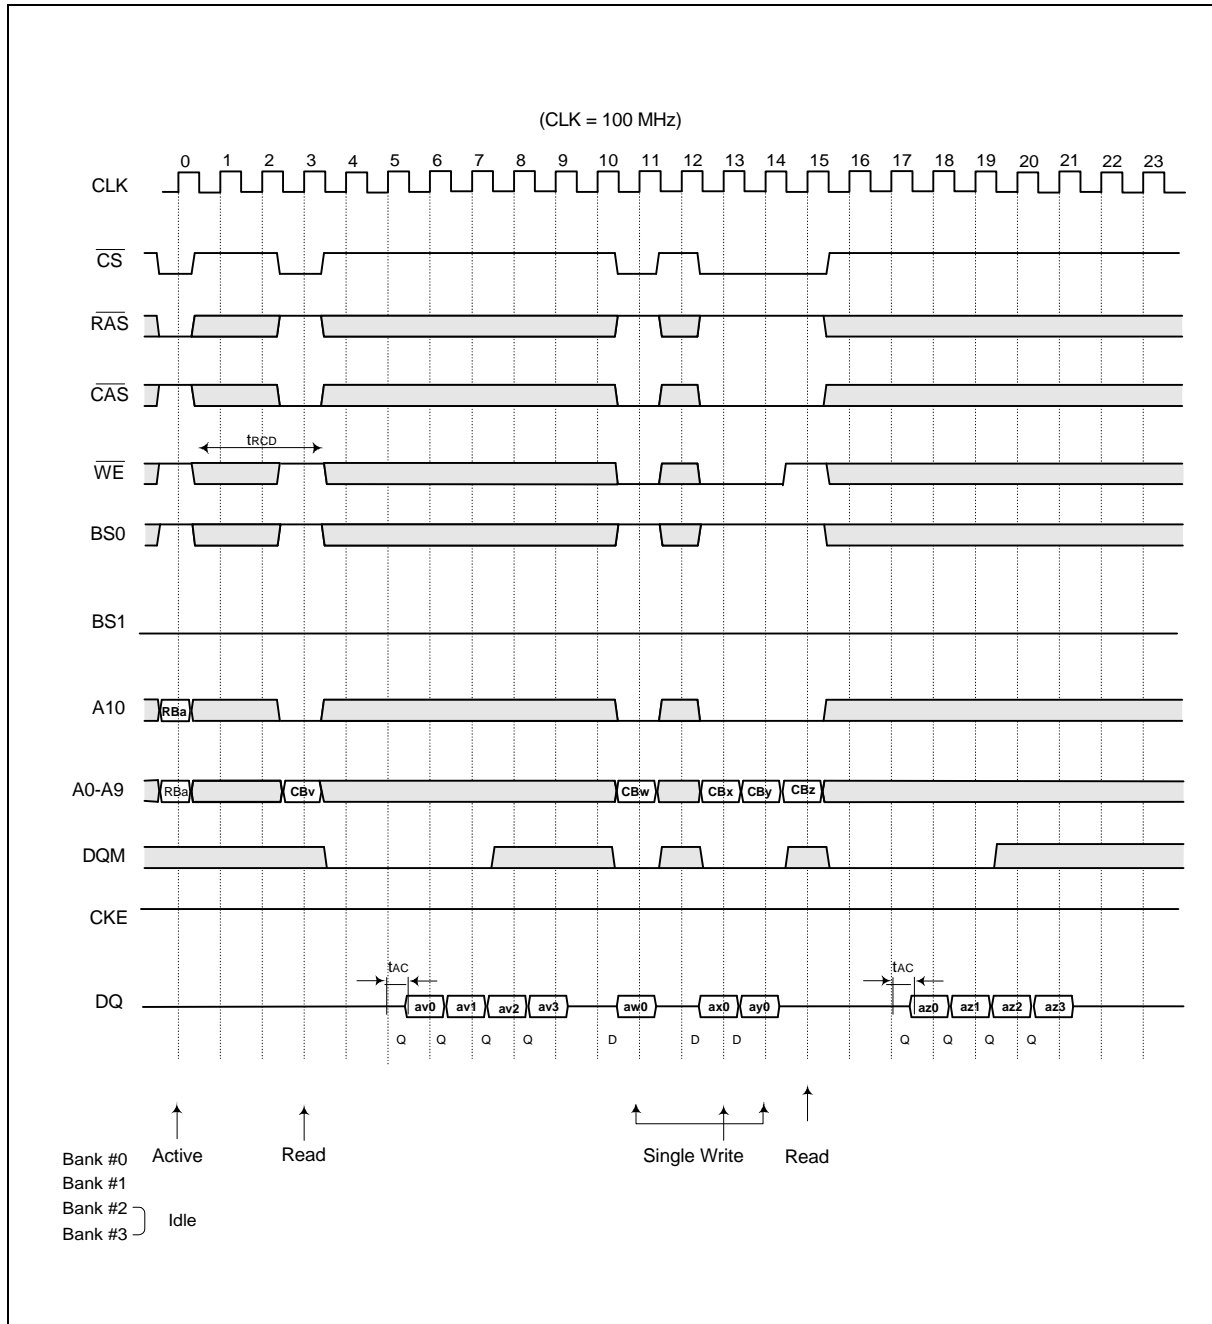 (CLK = 100 MHz)
0 1 2 3 4 5 6 7 8 9 10 11 12 13 14 15 16 17 18 19 20 21 22 23
CLK
CS
RAS
CAS
tRCD
WE
BS0
BS1
A10 RBa
A0-A9 RBa CBv CBw CBx CBy CBz
DQM
CKE
tAC tAC
DQ av0 av1 av2 av3 aw0 ax0 ay0 az0 az1 az2 az3
Q Q Q Q D D D Q Q Q Q
Active Read Single Write Read
Bank #0
Bank #1
Bank #2
Idle
Bank #3